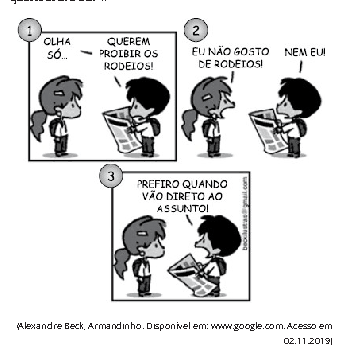 1
OLHA
SÓ...
QUEREM
PROIBIR OS
RODEIOS!
2
EU NÃO GOSTO
DE RODEIOS!
NEM EU!
3
PREFIRO QUANDO
VÃO DIRETO AO
ASSUNTO!
(Alexandre Beck, Armandinho. Disponível em: www.google.com. Acesso em
02.11.2019)